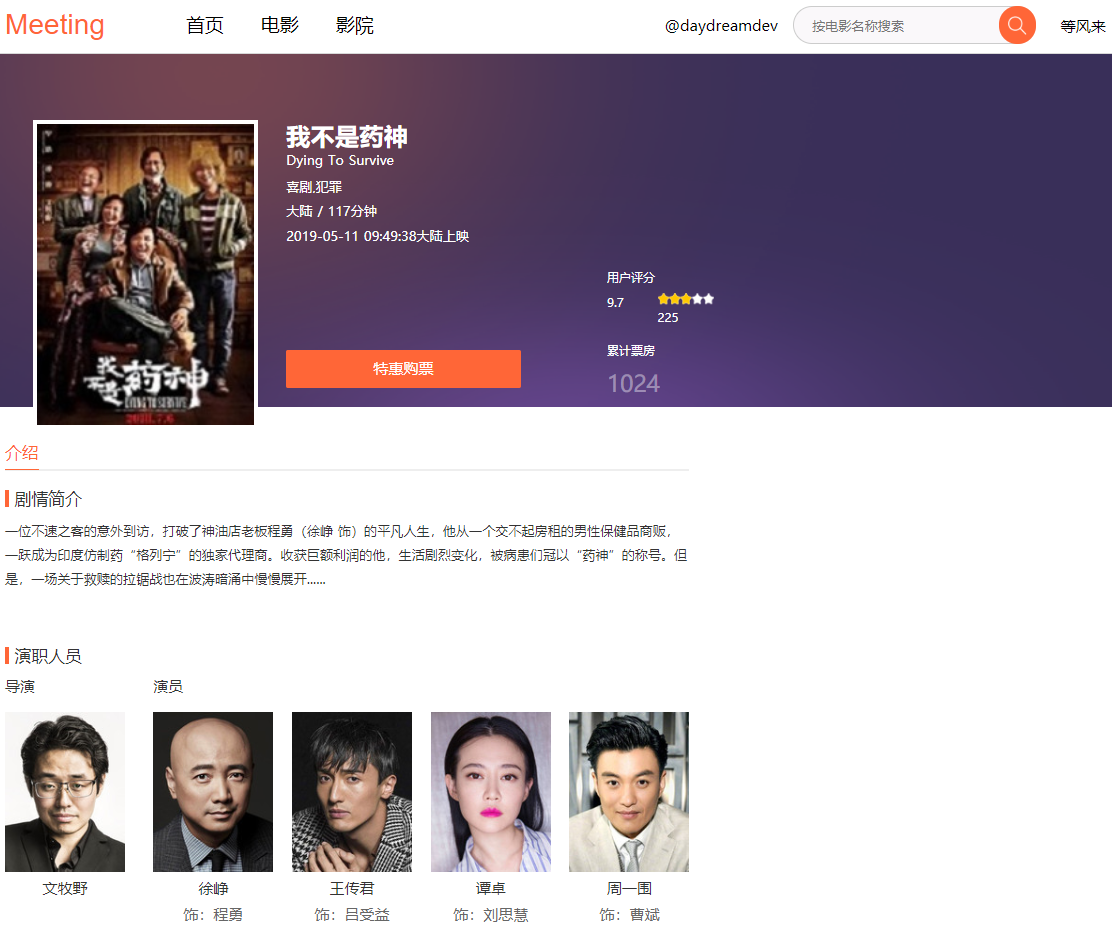 Meeting 首页 电影 影院 @daydreamdev 按电影名称搜索 等风来
我不是药神
Dying To Survive
喜剧,犯罪
大陆 / 117分钟
2019-05-11 09:49:38大陆上映
用户评分
9.7
225
特惠购票
累计票房
1024
我不是药神
DYING TO SURVIVE
介绍
剧情简介
一位不速之客的意外到访，打破了神油店老板程勇（徐峥 饰）的平凡人生，他从一个交不起房租的男性保健品商贩，
一跃成为印度仿制药“格列宁”的独家代理商。收获巨额利润的他，生活剧烈变化，被病患们冠以“药神”的称号。但
是，一场关于救赎的拉锯战也在波涛暗涌中慢慢展开......
演职人员
导演 演员
文牧野 徐峥 王传君 谭卓 周一围
饰：程勇 饰：吕受益 饰：刘思慧 饰：曹斌